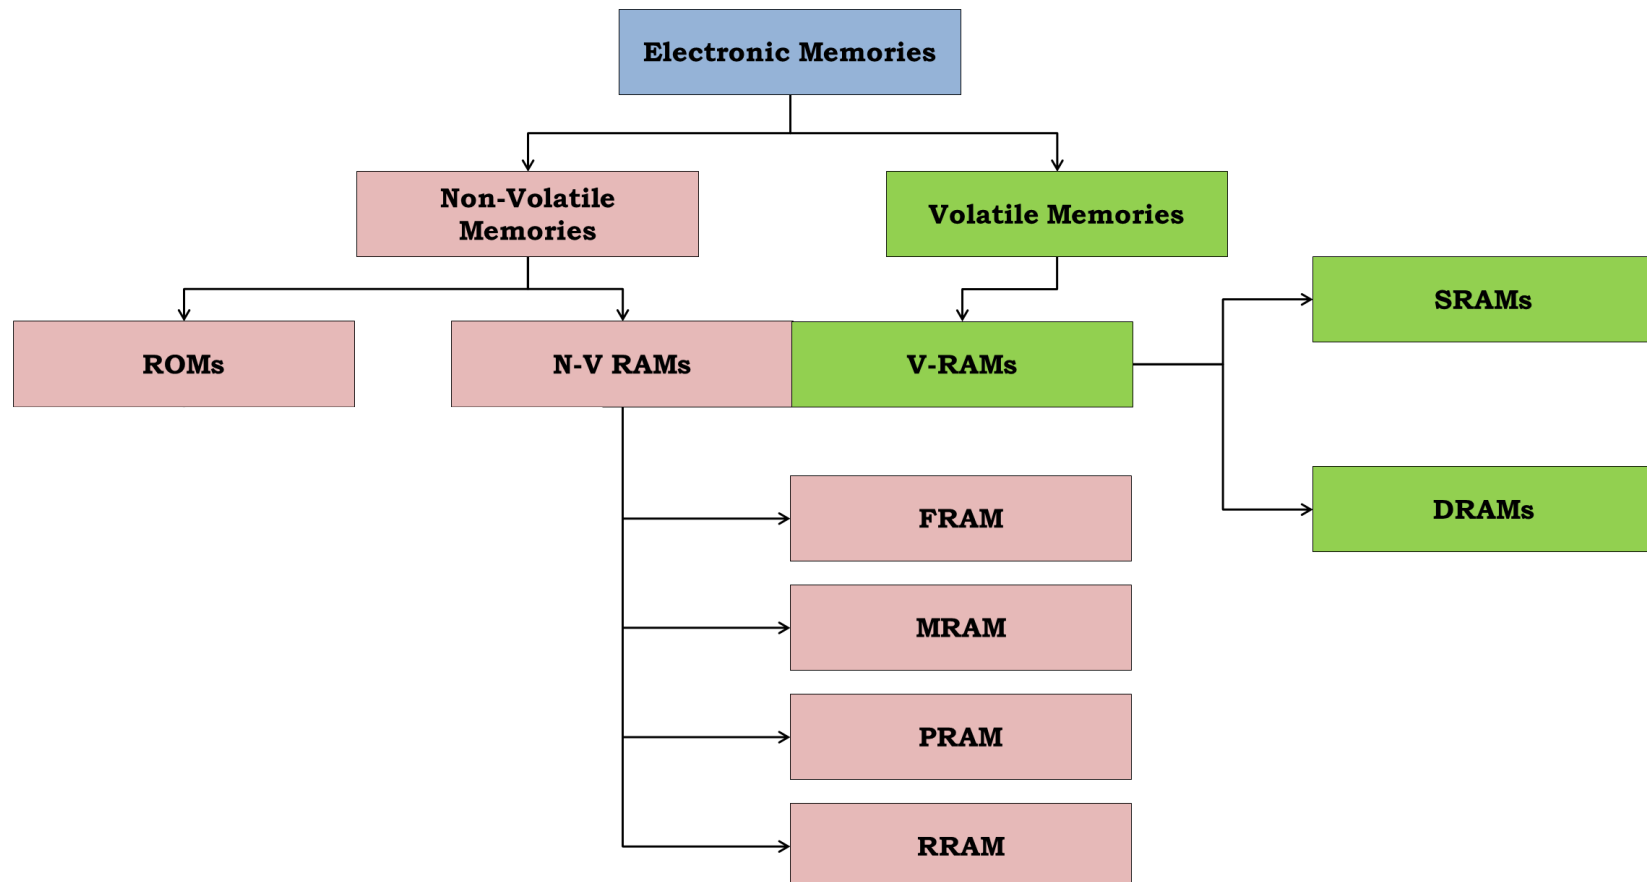 Electronic Memories
Non-Volatile
Memories
Volatile Memories
SRAMs
ROMs
N-V RAMs
V-RAMs
DRAMs
FRAM
MRAM
PRAM
RRAM